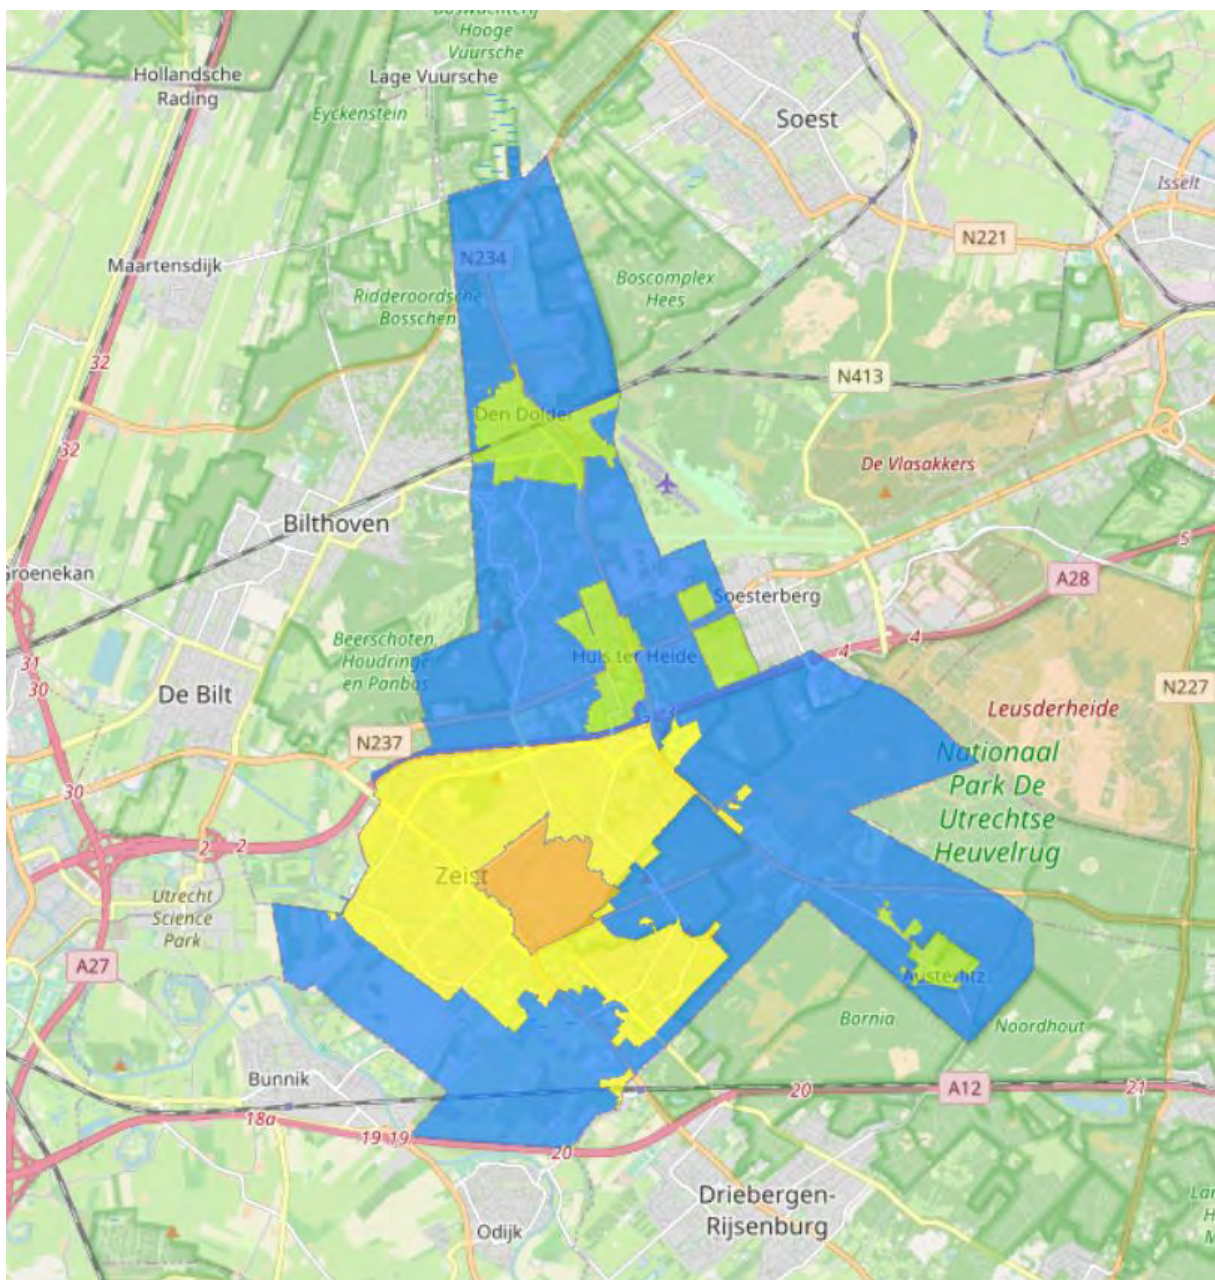 Hooge
Vuursche
Hollandsche
Rading
Lage Vuursche
Eyckenstein
Soest
Isselt
N221
Maartensdijk
N234
Boscomplex
Hees
Ridderoordsche
Bosschen
32
N413
Den Dolder
32
De Vlasakkers
Bilthoven
5
Groenekan
A28
Soesterberg
Beerschoten,
Houdringe
en Panbos
Huis ter Heide
4
4
31
30
De Bilt
N227
Leusderheide
N237
Nationaal
Park De
Utrechtse
Heuvelrug
30
2
2
Zeist
Utrecht
Science
Park
A27
Austerlitz
Bornia
Noordhout
Bunnik
20
A12
21
18a
19
19
20
Driebergen-
Rijsenburg
Odijk